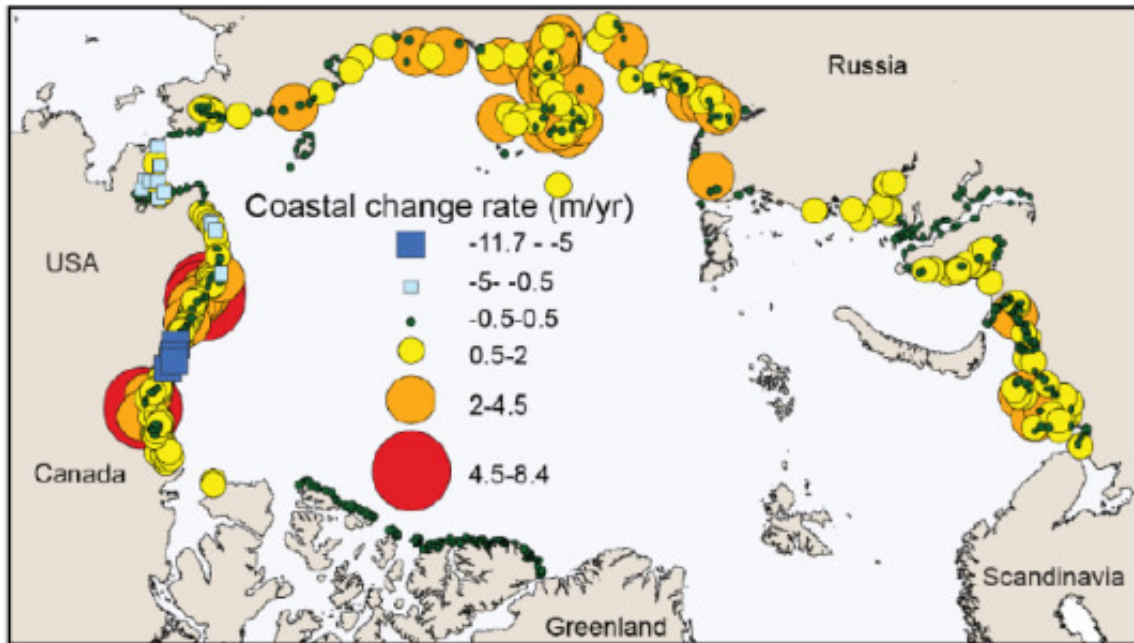 Russia
Coastal change rate (m/yr)
-11.7 - -5
USA
-5- -0.5
-0.5-0.5
0.5-2
2-4.5
Canada
4.5-8.4
Scandinavia
Greenland